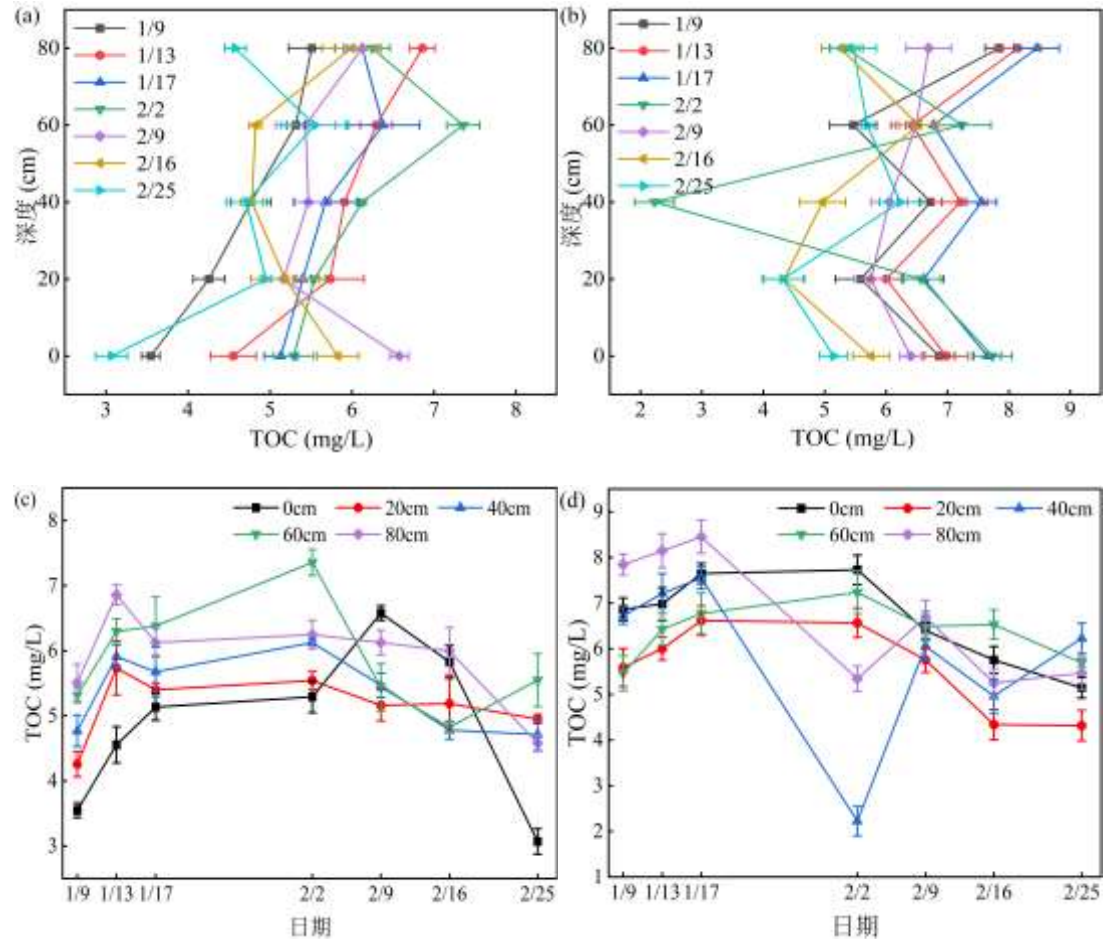 (a)
1/9
1/13
1/17
2/2
2/9
2/16
2/25
80
60
40
20
0
深度 (cm)
3 4 5 6 7 8
TOC (mg/L)
(b)
1/9
1/13
1/17
2/2
2/9
2/16
2/25
80
60
40
20
0
深度 (cm)
2 3 4 5 6 7 8 9
TOC (mg/L)
(c)
0cm 20cm 40cm
60cm 80cm
8
7
6
5
4
3
TOC (mg/L)
1/9 1/13 1/17 2/2 2/9 2/16 2/25
日期
(d)
0cm 20cm 40cm
60cm 80cm
9
8
7
6
5
4
3
2
1
TOC (mg/L)
1/9 1/13 1/17 2/2 2/9 2/16 2/25
日期